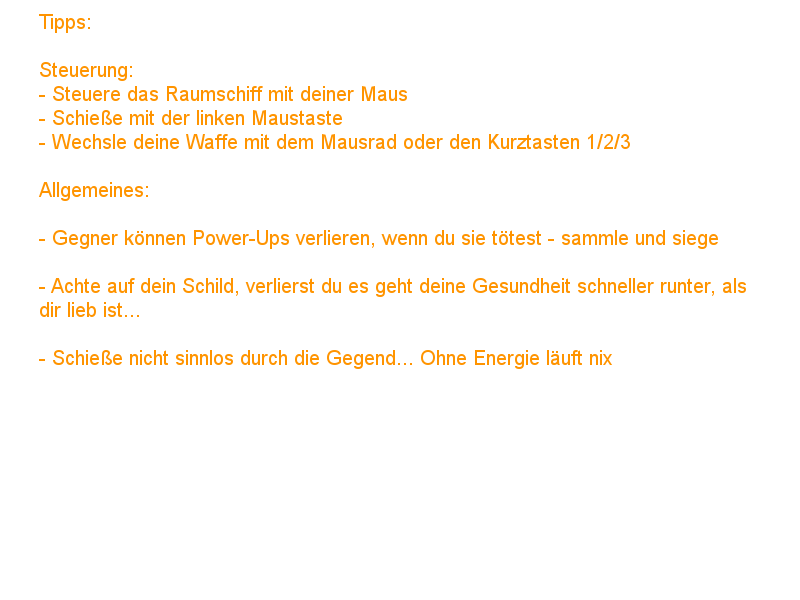 Tipps:
Steuerung:
- Steuere das Raumschiff mit deiner Maus
- Schieße mit der linken Maustaste
- Wechsle deine Waffe mit dem Mausrad oder den Kurztasten 1/2/3
Allgemeines:
- Gegner können Power-Ups verlieren, wenn du sie tötest - sammle und siege
- Achte auf dein Schild, verlierst du es geht deine Gesundheit schneller runter, als
dir lieb ist...
- Schieße nicht sinnlos durch die Gegend... Ohne Energie läuft nix